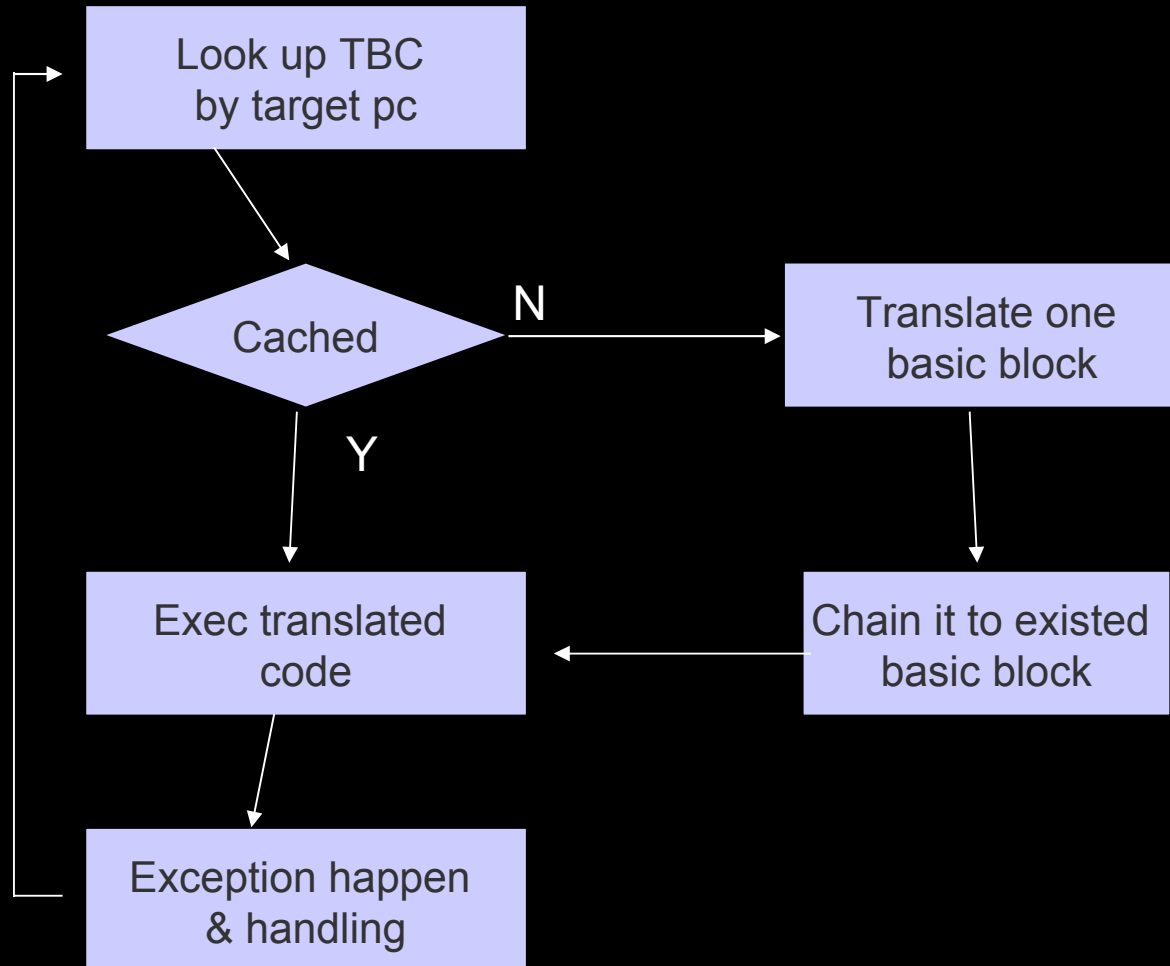 Look up TBC
by target pc
Cached
N
Translate one
basic block
Y
Exec translated
code
Chain it to existed
basic block
Exception happen
& handling